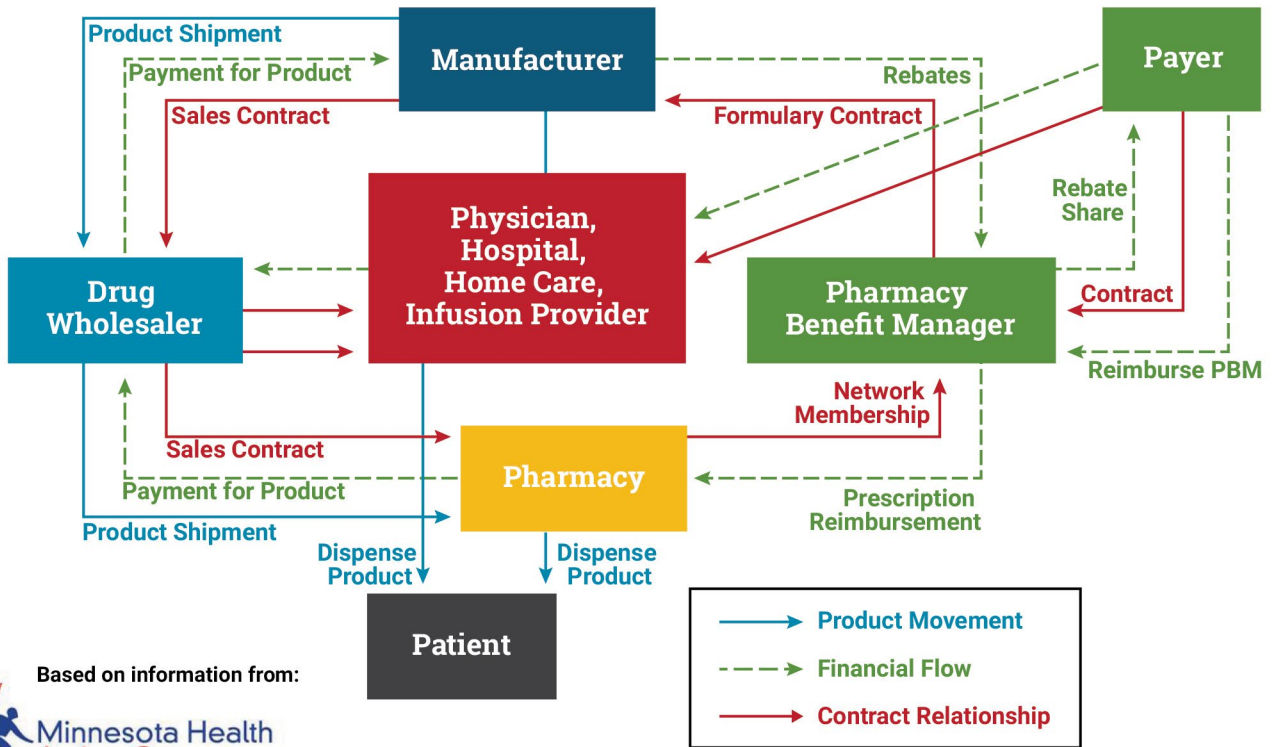 Product Shipment
Payment for Product
Sales Contract
Manufacturer
Rebates
Formulary Contract
Payer
Physician,
Hospital,
Home Care,
Infusion Provider
Rebate
Share
Drug
Wholesaler
Pharmacy
Benefit Manager
Contract
Reimburse PBM
Network
Membership
Sales Contract
Payment for Product
Product Shipment
Pharmacy
Prescription
Reimbursement
Dispense
Product
Dispense
Product
Patient
Product Movement
Financial Flow
Contract Relationship
Based on information from:
Minnesota Health